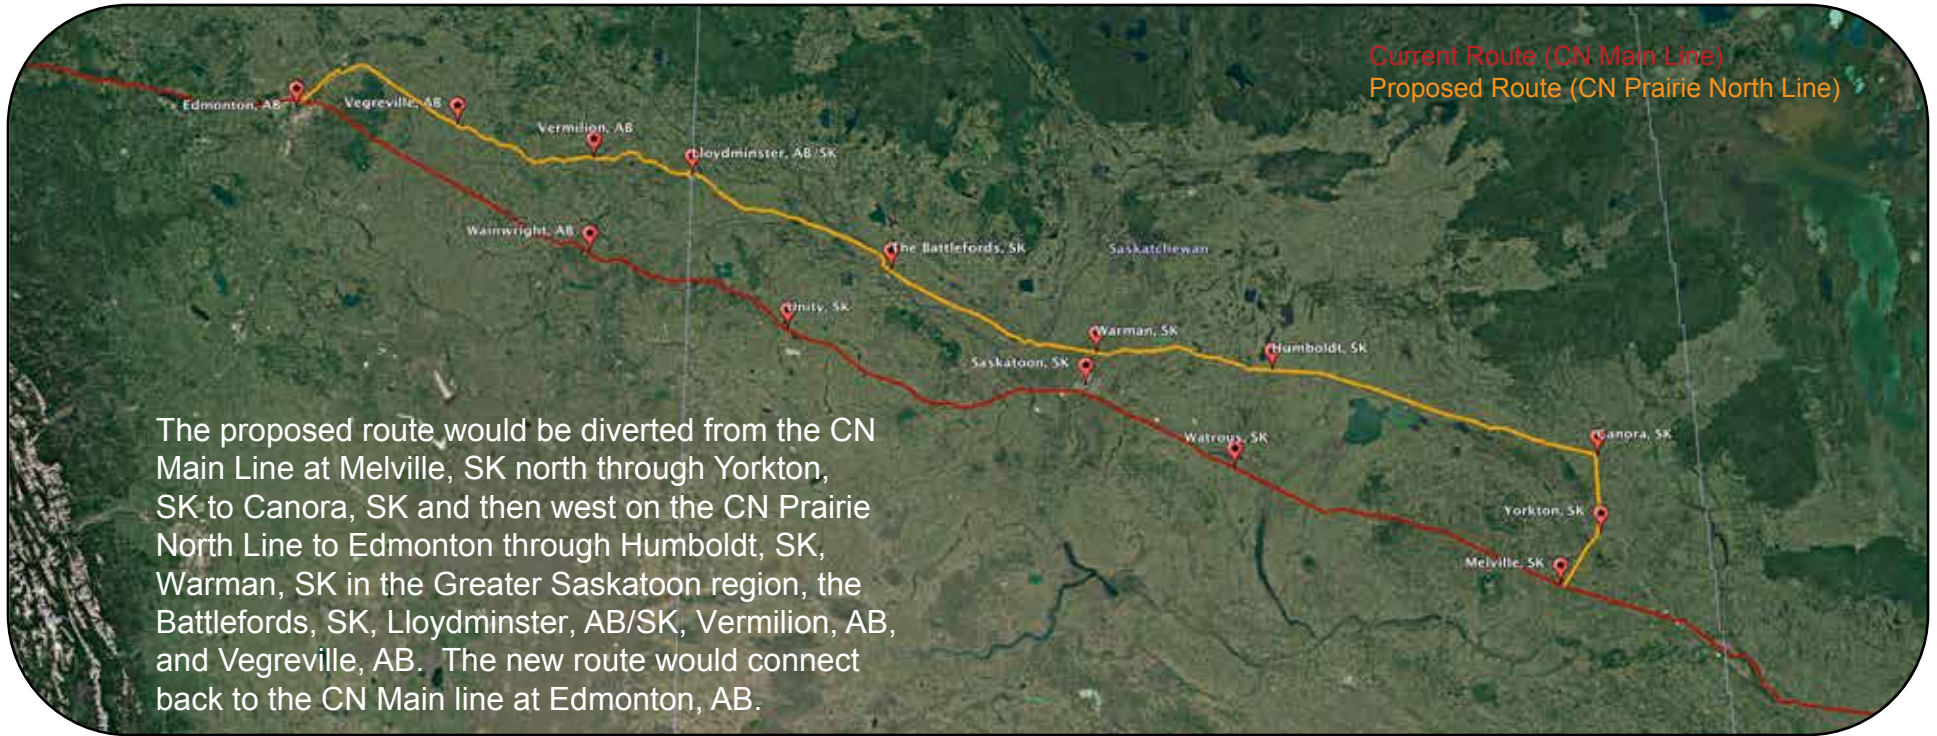 Current Route (CN Main Line)
Proposed Route (CN Prairie North Line)
Edmonton, AB
Vegreville, AB
Vermilion, AB
Lloydminster, AB/SK
Wainwright, AB
The Battlefords, SK
Saskatchewan
Unity, SK
Warman, SK
Humboldt, SK
Saskatoon, SK
Watrous, SK
Canora, SK
Yorkton, SK
Melville, SK
The proposed route would be diverted from the CN
Main Line at Melville, SK north through Yorkton,
SK to Canora, SK and then west on the CN Prairie
North Line to Edmonton through Humboldt, SK,
Warman, SK in the Greater Saskatoon region, the
Battlefords, SK, Lloydminster, AB/SK, Vermilion, AB,
and Vegreville, AB.  The new route would connect
back to the CN Main line at Edmonton, AB.